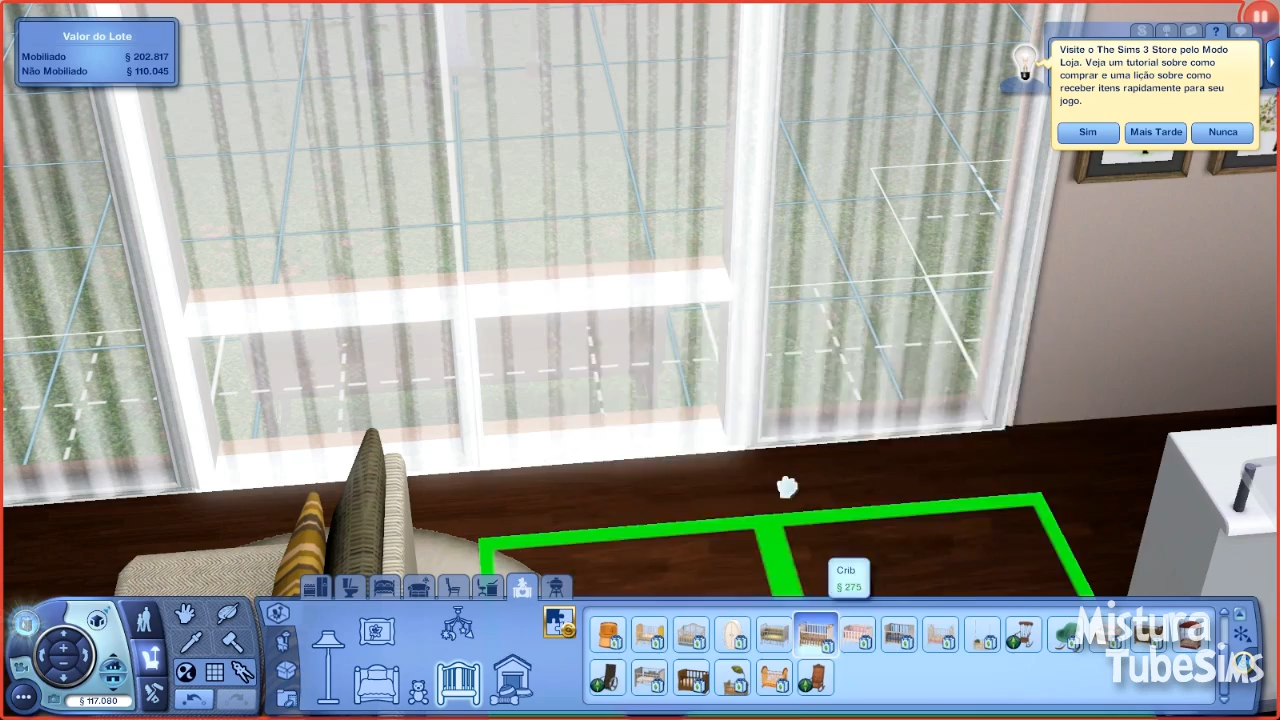 Valor do Lote
Mobiliado § 202.817
Não Mobiliado § 110.045
Visite o The Sims 3 Store pelo Modo
Loja. Veja um tutorial sobre como
comprar e uma lição sobre como
receber itens rapidamente para seu
jogo.
Sim Mais Tarde Nunca
Crib
§ 275
§ 117.080
Mistura
TubeSims